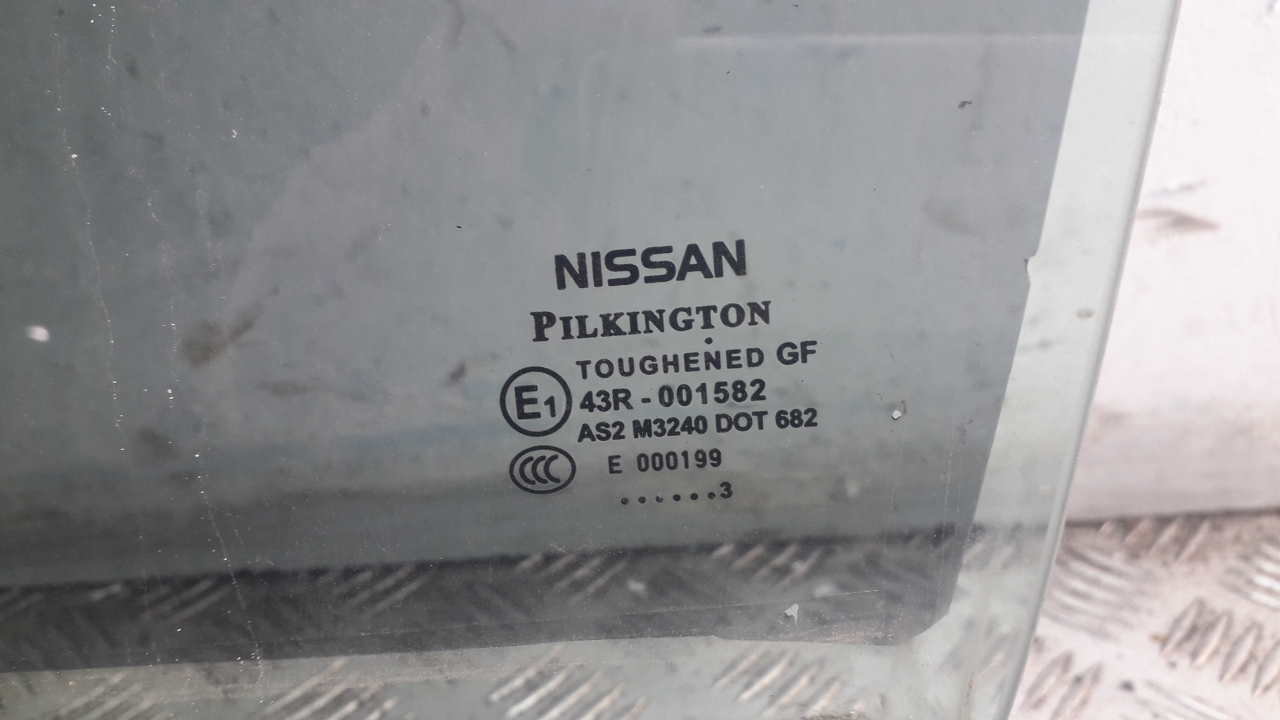 NISSAN
PILKINGTON
TOUGHENED GF
E1 43R - 001582
AS2 M3240 DOT 682
CCC E 000199
......3